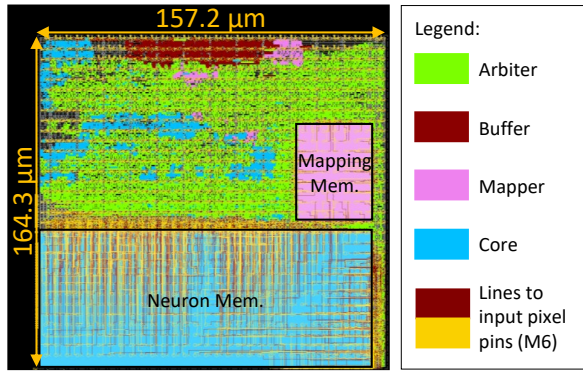 157.2 µm
164.3 µm
Mapping
Mem.
Neuron Mem.
Legend:
Arbiter
Buffer
Mapper
Core
Lines to
input pixel
pins (M6)